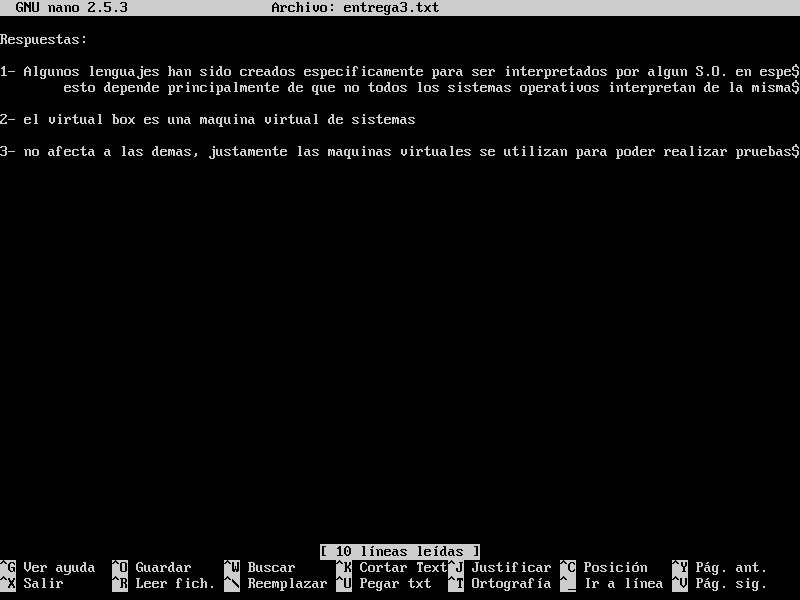 GNU nano 2.5.3 Archivo: entrega3.txt
Respuestas:
1- Algunos lenguajes han sido creados especificamente para ser interpretados por algun S.O. en espe$
esto depende principalmente de que no todos los sistemas operativos interpretan de la misma$
2- el virtual box es una maquina virtual de sistemas
3- no afecta a las demas, justamente las maquinas virtuales se utilizan para poder realizar pruebas$
[ 10 líneas leídas ]
^G Ver ayuda ^O Guardar ^W Buscar ^K Cortar Text ^J Justificar ^C Posición ^Y Pág. ant.
^X Salir ^R Leer fich. ^\ Reemplazar ^U Pegar txt ^T Ortografía ^_ Ir a línea ^V Pág. sig.